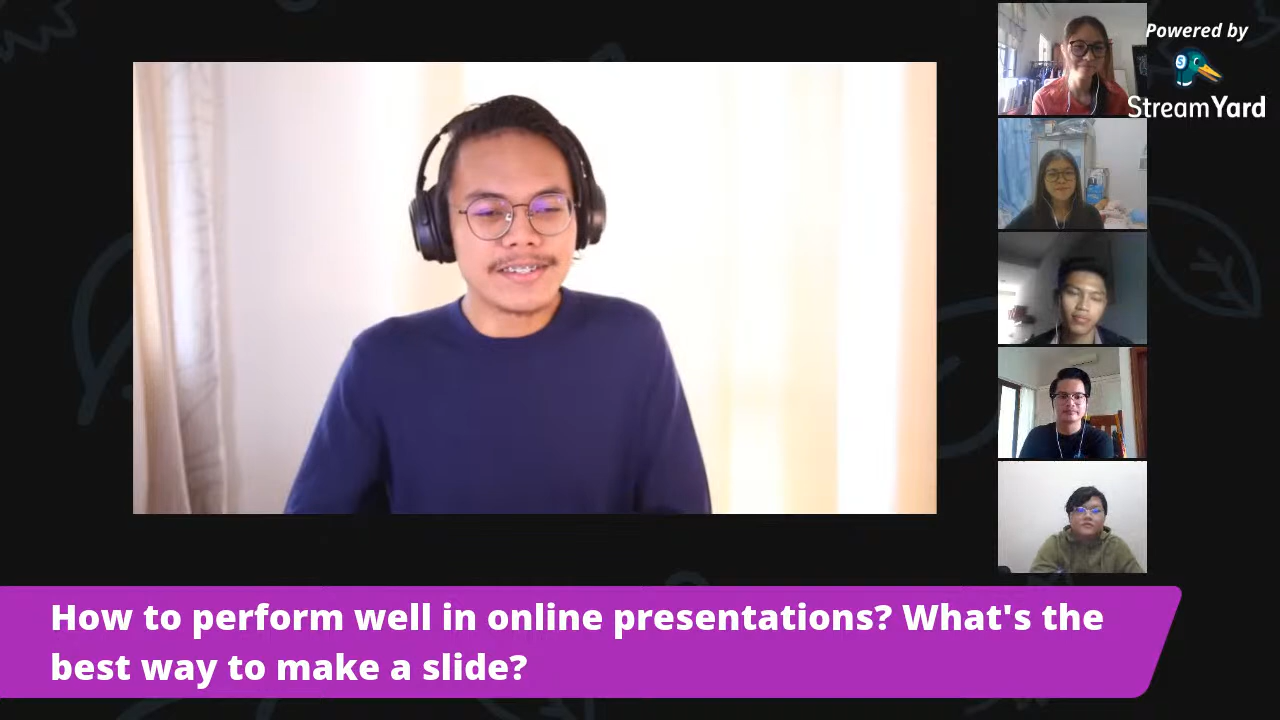 Powered by
StreamYard
How to perform well in online presentations? What's the
best way to make a slide?